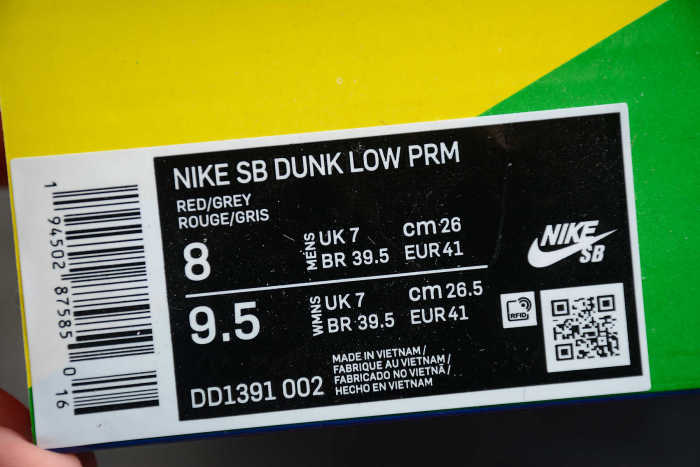 NIKE SB DUNK LOW PRM
RED/GREY
ROUGE/GRIS
8
MENS
UK 7
cm 26
BR 39.5
EUR 41
9.5
WMNS
UK 7
cm 26.5
BR 39.5
EUR 41
MADE IN VIETNAM /
FABRIQUE AU VIETNAM /
FABRICADO NO VIETNÃ /
HECHO EN VIETNAM
DD1391 002
NIKE
SB
RFID
1 94502 87585 0 16